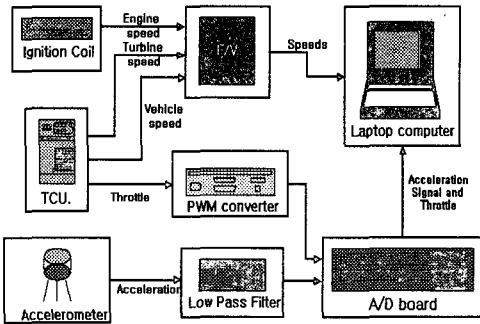 Engine
speed
Ignition Coil
Turbine
speed
F/V
Speeds
Laptop computer
Vehicle
speed
TCU.
Throttle
PWM converter
Acceleration
Signal and
Throttle
Accelerometer
Acceleration
Low Pass Filter
A/D board